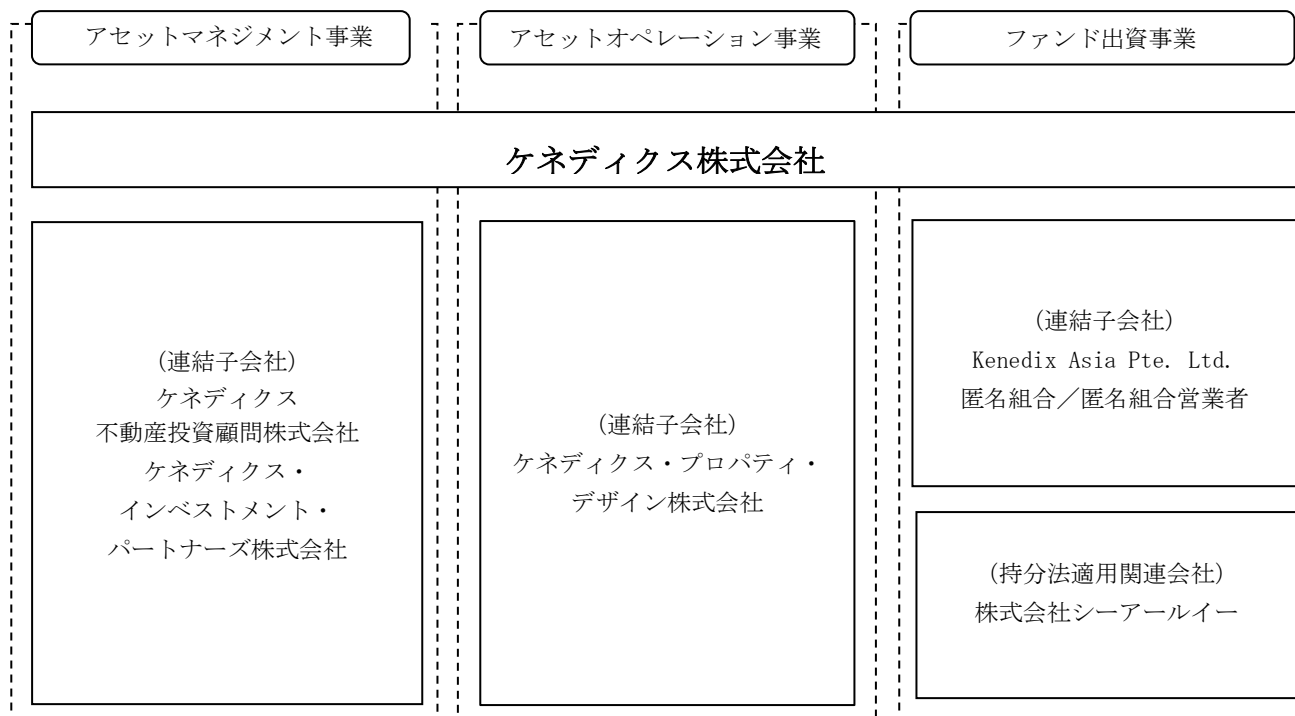 アセットマネジメント事業
アセットオペレーション事業
ファンド出資事業
ケネディクス株式会社
(連結子会社)
ケネディクス
不動産投資顧問株式会社
ケネディクス・
インベストメント・
パートナーズ株式会社
(連結子会社)
ケネディクス・プロパティ・
デザイン株式会社
(連結子会社)
Kenedix Asia Pte. Ltd.
匿名組合／匿名組合営業者
(持分法適用関連会社)
株式会社シーアールイー